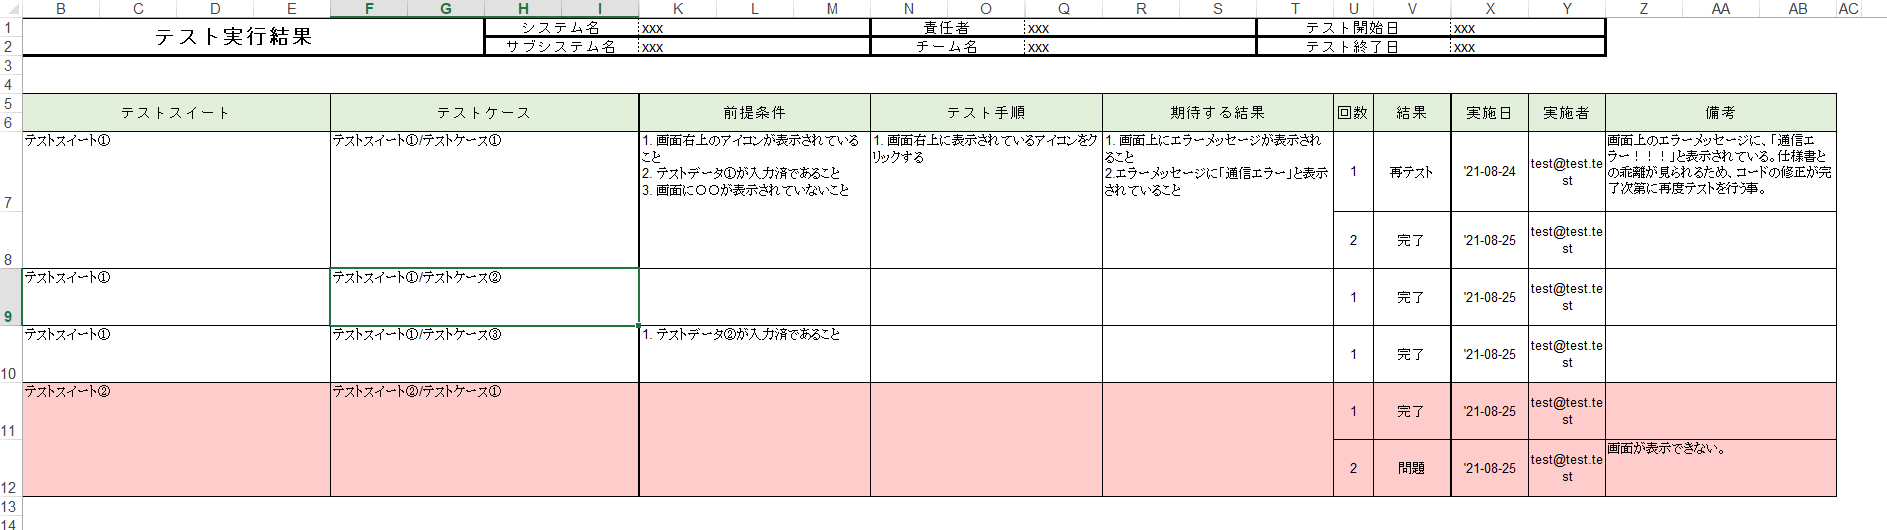 B C D E F G H I K L M N O P Q R S T U V X Y Z AA AB AC
1 テスト実行結果 システム名 xxx 責任者 xxx テスト開始日 xxx
2 サブシステム名 xxx チーム名 xxx テスト終了日 xxx
3
4
5
6
テストスイート テストケース 前提条件 テスト手順 期待する結果 回数 結果 実施日 実施者 備考
テストスイート① テストスイート①/テストケース①
1. 画面右上のアイコンが表示されている
こと
2. テストデータ①が入力済であること
3. 画面に〇〇が表示されていないこと
1. 画面右上に表示されているアイコンをク
リックする
1. 画面上にエラーメッセージが表示され
ること
2.エラーメッセージに「通信エラー」と表示
されていること
1 再テスト '21-08-24
test@test.te
st
画面上のエラーメッセージに、「通信エ
ラー！！！」と表示されている。仕様書と
の乖離が見られるため、コードの修正が完
了次第に再度テストを行う事。
7
2 完了 '21-08-25
test@test.te
st
8
テストスイート① テストスイート①/テストケース②
1 完了 '21-08-25
test@test.te
st
9
テストスイート① テストスイート①/テストケース③ 1. テストデータ②が入力済であること
1 完了 '21-08-25
test@test.te
st
10
テストスイート② テストスイート②/テストケース①
1 完了 '21-08-25
test@test.te
st
11
2 問題 '21-08-25
test@test.te
st
画面が表示できない。
12
13
14